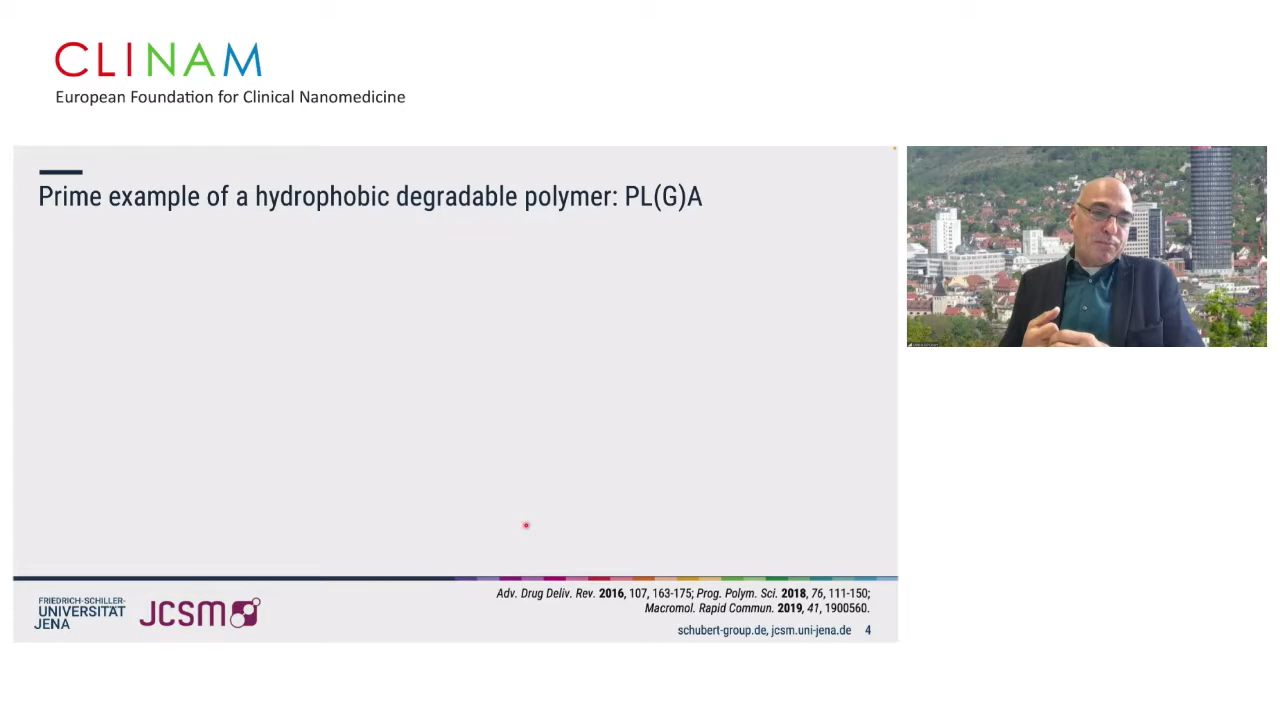 CLINAM
European Foundation for Clinical Nanomedicine
Prime example of a hydrophobic degradable polymer: PL(G)A
Adv. Drug Deliv. Rev. 2016, 107, 163-175; Prog. Polym. Sci. 2018, 76, 111-150;
Macromol. Rapid Commun. 2019, 41, 1900560.
FRIEDRICH-SCHILLER-
UNIVERSITÄT
JENA
JCSM
schubert-group.de, jcsm.uni-jena.de 4